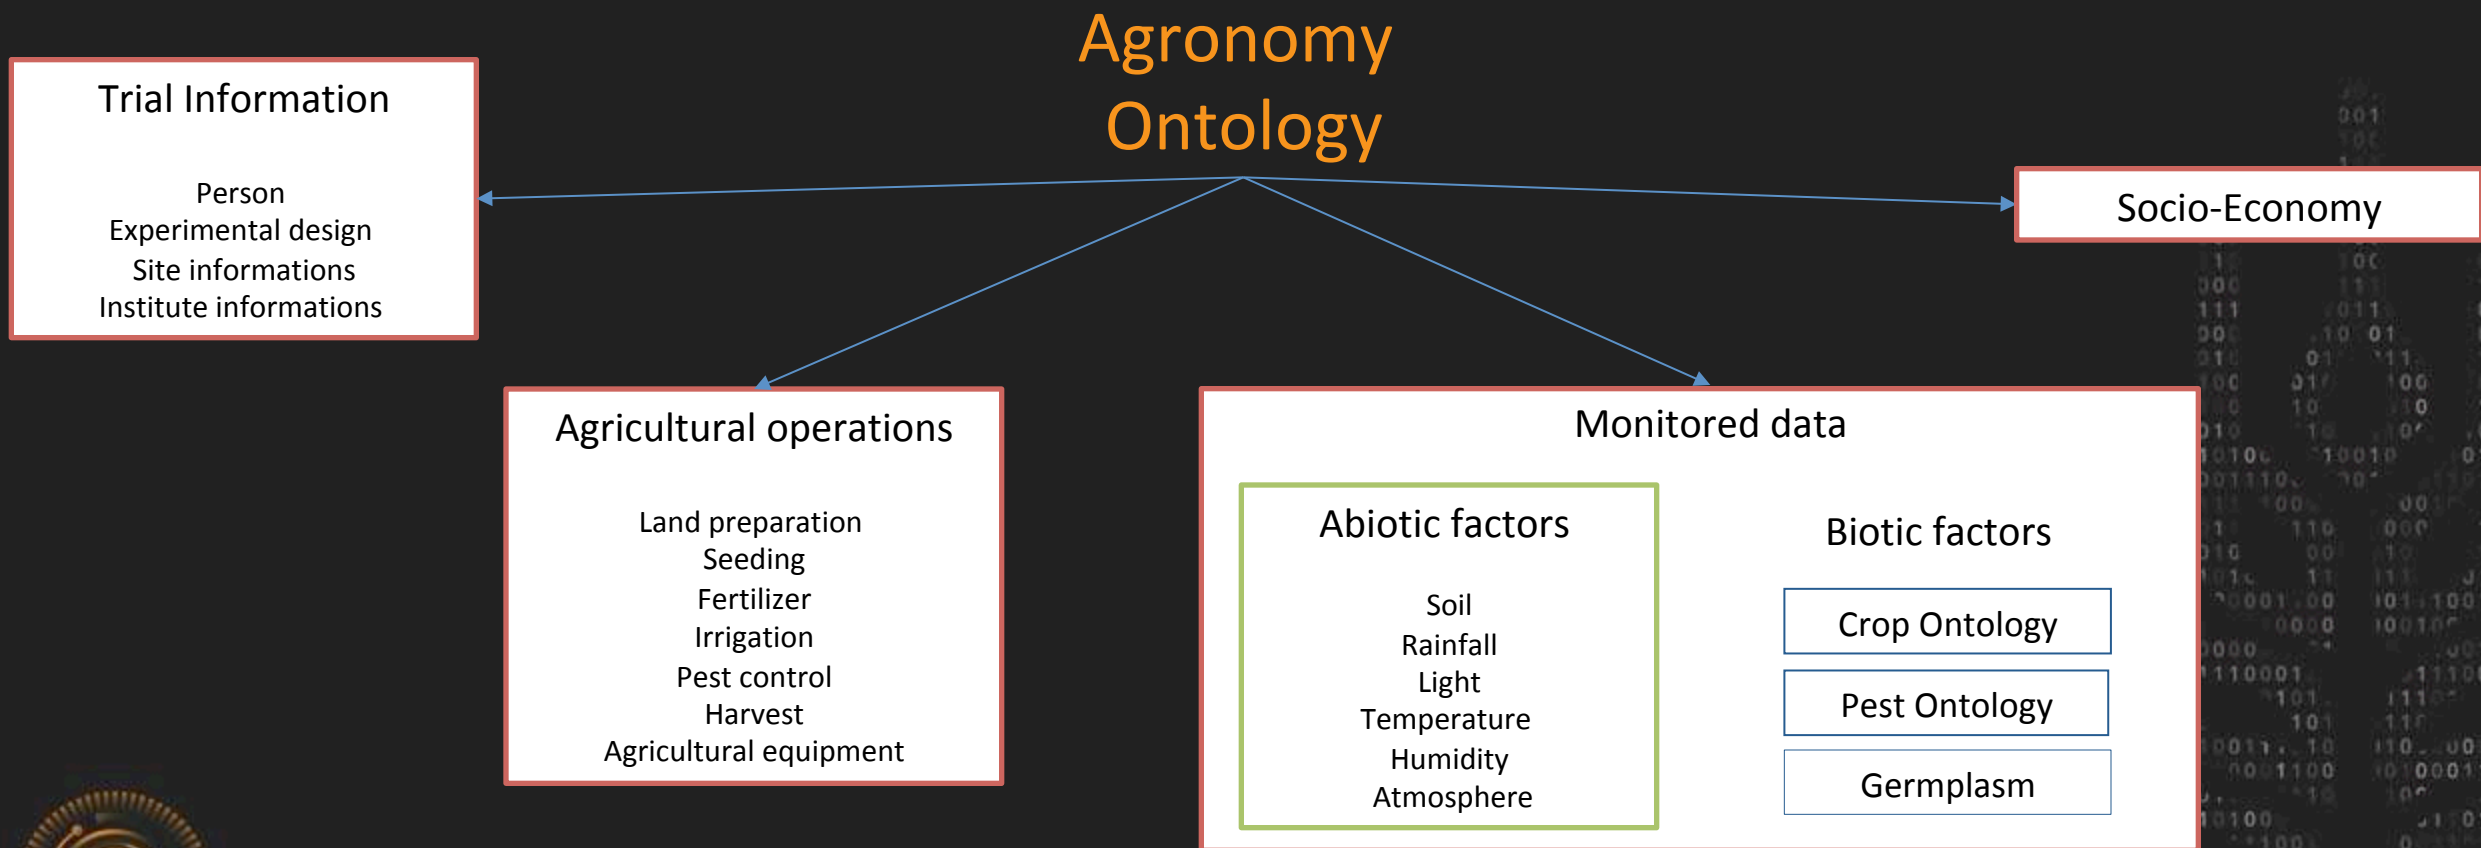 Agronomy
Ontology
Trial Information
Person
Experimental design
Site informations
Institute informations
Socio-Economy
Agricultural operations
Land preparation
Seeding
Fertilizer
Irrigation
Pest control
Harvest
Agricultural equipment
Monitored data
Abiotic factors
Soil
Rainfall
Light
Temperature
Humidity
Atmosphere
Biotic factors
Crop Ontology
Pest Ontology
Germplasm